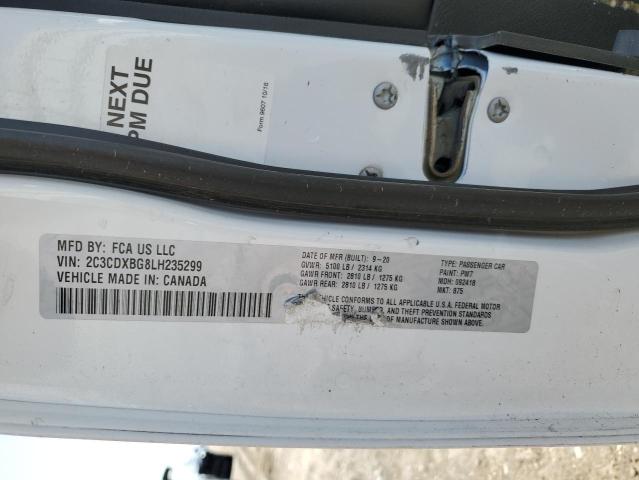 NEXT
PM DUE
Form 9607 10/16
MFD BY: FCA US LLC
VIN: 2C3CDXBG8LH235299
VEHICLE MADE IN: CANADA
DATE OF MFR (BUILT): 9-20
GVWR: 5100 LB / 2314 KG
GAWR FRONT: 2810 LB / 1275 KG
GAWR REAR: 2810 LB / 1275 KG
TYPE: PASSENGER CAR
PAINT: PW7
MDH: 092418
MKT: 875
VEHICLE CONFORMS TO ALL APPLICABLE U.S.A. FEDERAL MOTOR
SAFETY, BUMPER, AND THEFT PREVENTION STANDARDS
THE DATE OF MANUFACTURE SHOWN ABOVE.